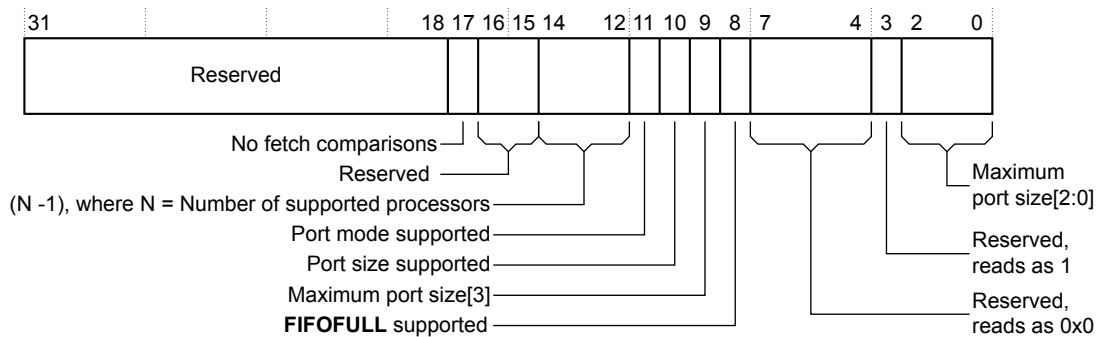 31 18 17 16 15 14 12 11 10 9 8 7 4 3 2 0
Reserved
No fetch comparisons
Reserved
(N -1), where N = Number of supported processors
Port mode supported
Port size supported
Maximum port size[3]
FIFOFULL supported
Maximum
port size[2:0]
Reserved,
reads as 1
Reserved,
reads as 0x0